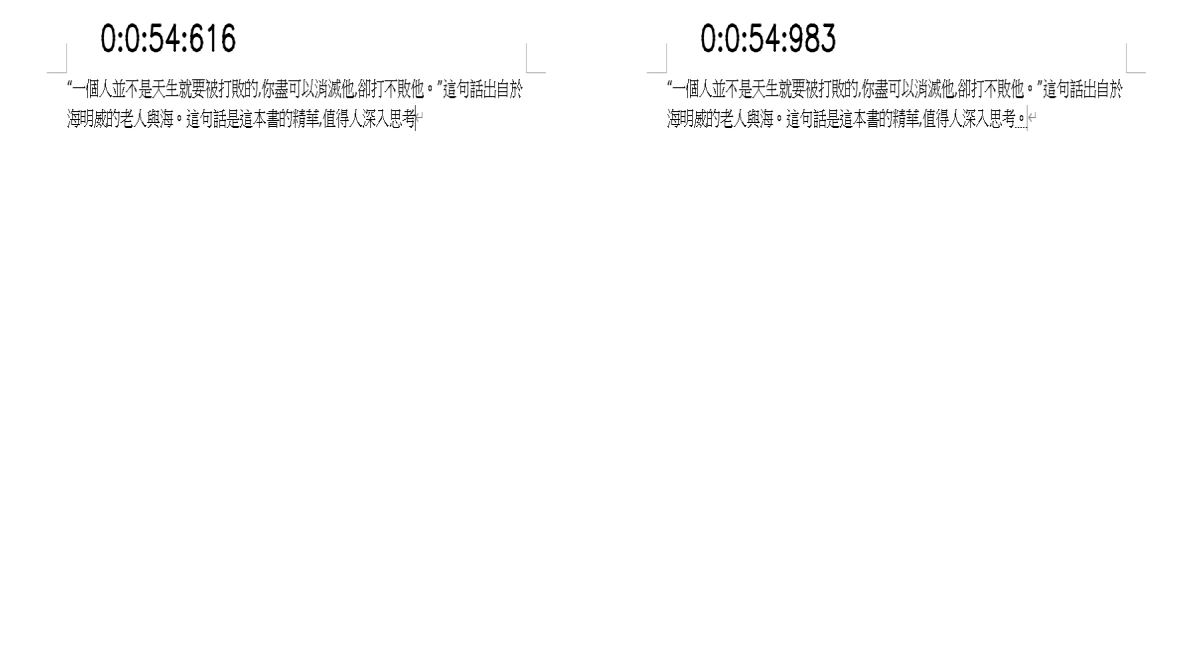 0:0:54:616
“一個人並不是天生就要被打敗的,你盡可以消滅他,卻打不敗他。”這句話出自於
海明威的老人與海。這句話是這本書的精華,值得人深入思考
0:0:54:983
“一個人並不是天生就要被打敗的,你盡可以消滅他,卻打不敗他。”這句話出自於
海明威的老人與海。這句話是這本書的精華,值得人深入思考。